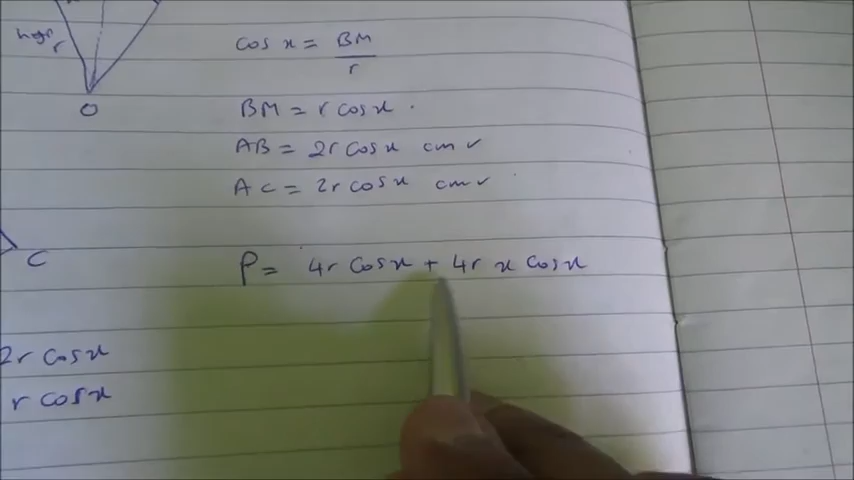 hyp
r
O
cos x = BM
r
BM = r cos x .
AB = 2r cos x cm ✓
AC = 2r cos x cm ✓
C
P = 4r cos x + 4r x cos x
2r cos x
r cos x